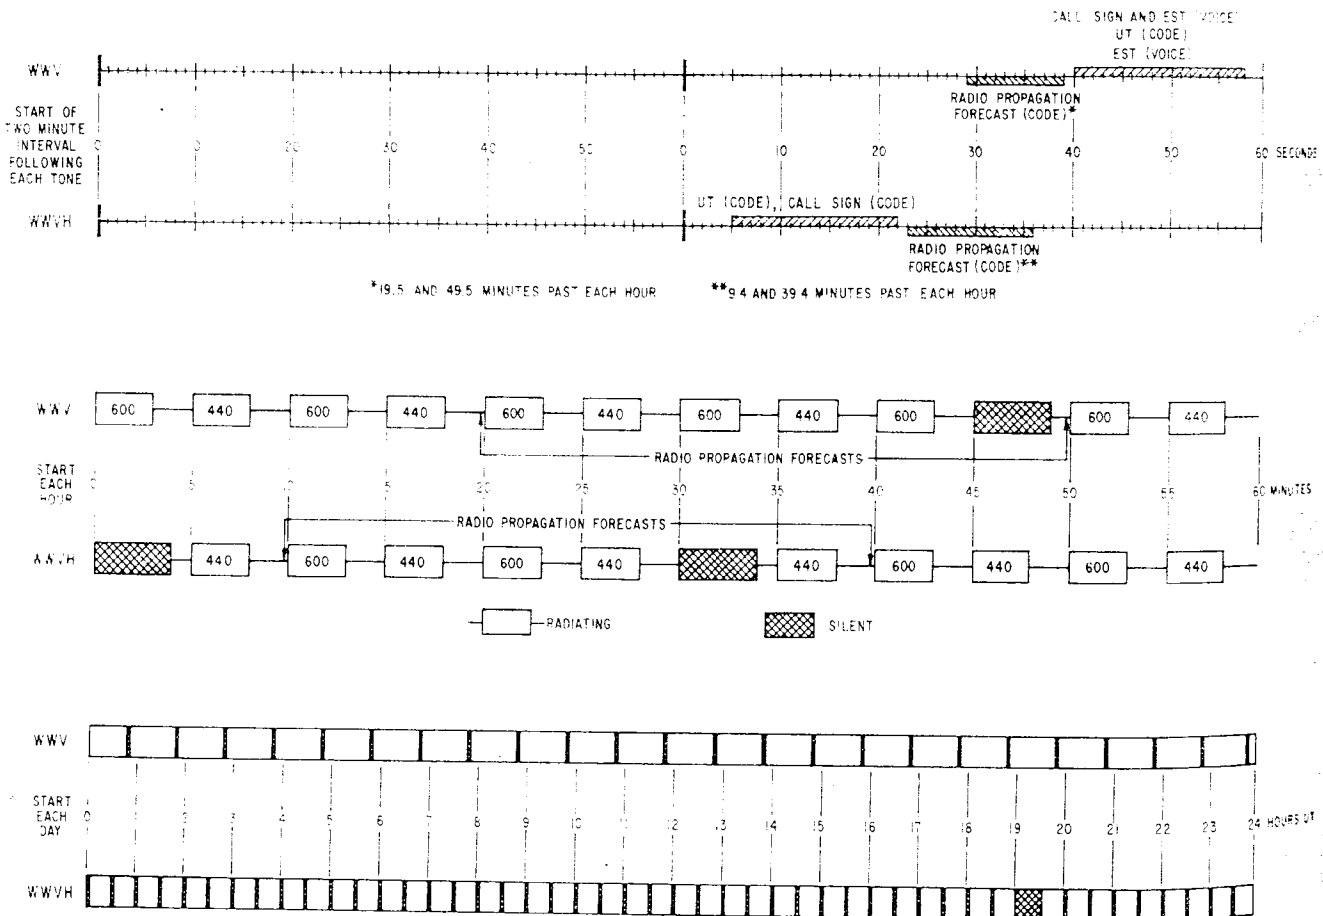 CALL SIGN AND EST (VOICE)
UT (CODE)
EST (VOICE)
WWV
RADIO PROPAGATION
FORECAST (CODE)*
START OF
TWO MINUTE
INTERVAL
FOLLOWING
EACH TONE
0 20 30 40 50 0 10 20 30 40 50 60 SECONDS
UT (CODE), CALL SIGN (CODE)
WWVH
RADIO PROPAGATION
FORECAST (CODE)**
*19.5 AND 49.5 MINUTES PAST EACH HOUR
**9.4 AND 39.4 MINUTES PAST EACH HOUR
WWV 600 440 600 440 600 440 600 440 600 600 440
RADIO PROPAGATION FORECASTS
START
EACH
HOUR
0 5 20 25 30 35 40 45 50 55 60 MINUTES
RADIO PROPAGATION FORECASTS
WWVH 440 600 440 600 440 440 600 440 600 440
RADIATING
SILENT
WWV
START
EACH
DAY
0 1 2 3 4 5 6 7 8 9 10 11 12 13 14 15 16 17 18 19 20 21 22 23 24 HOURS UT
WWVH